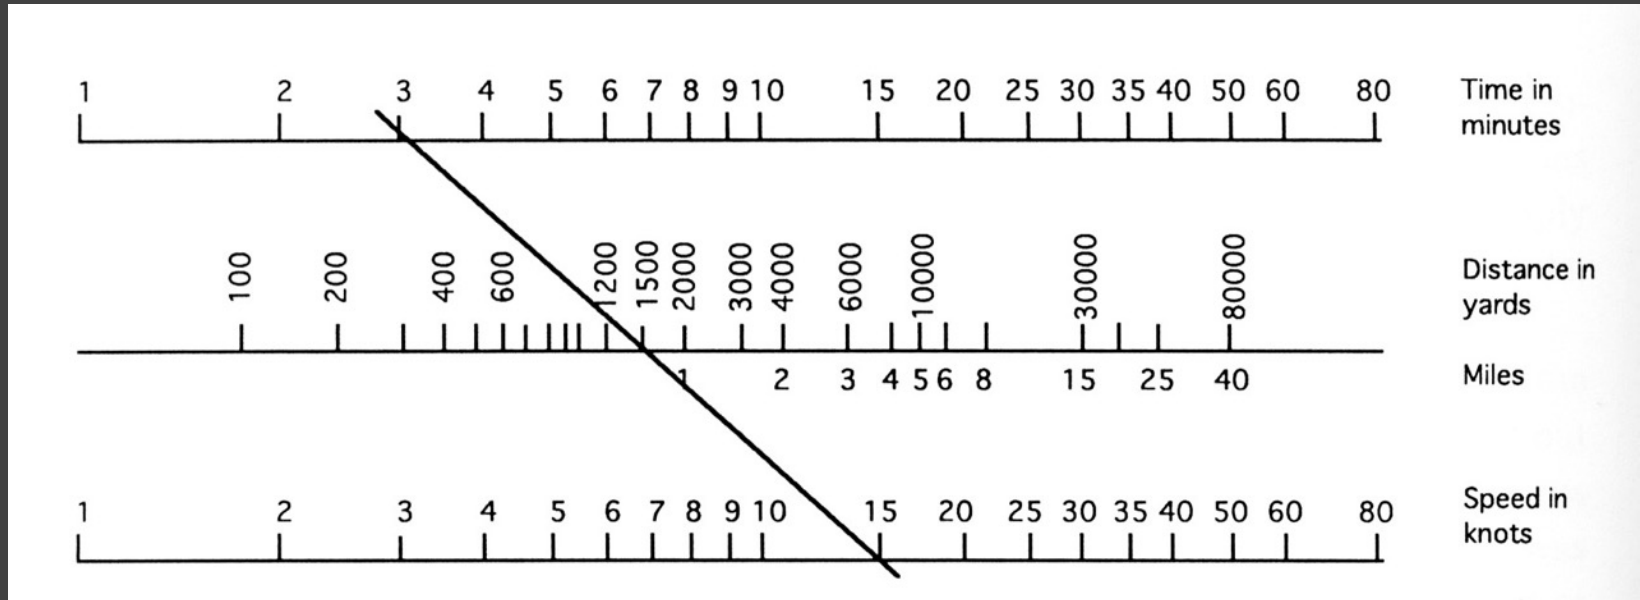 1 2 3 4 5 6 7 8 9 10 15 20 25 30 35 40 50 60 80 Time in
minutes
100 200 400 600 1200 1500 2000 3000 4000 6000 10000 30000 80000 Distance in
yards
1 2 3 4 5 6 8 15 25 40 Miles
1 2 3 4 5 6 7 8 9 10 15 20 25 30 35 40 50 60 80 Speed in
knots